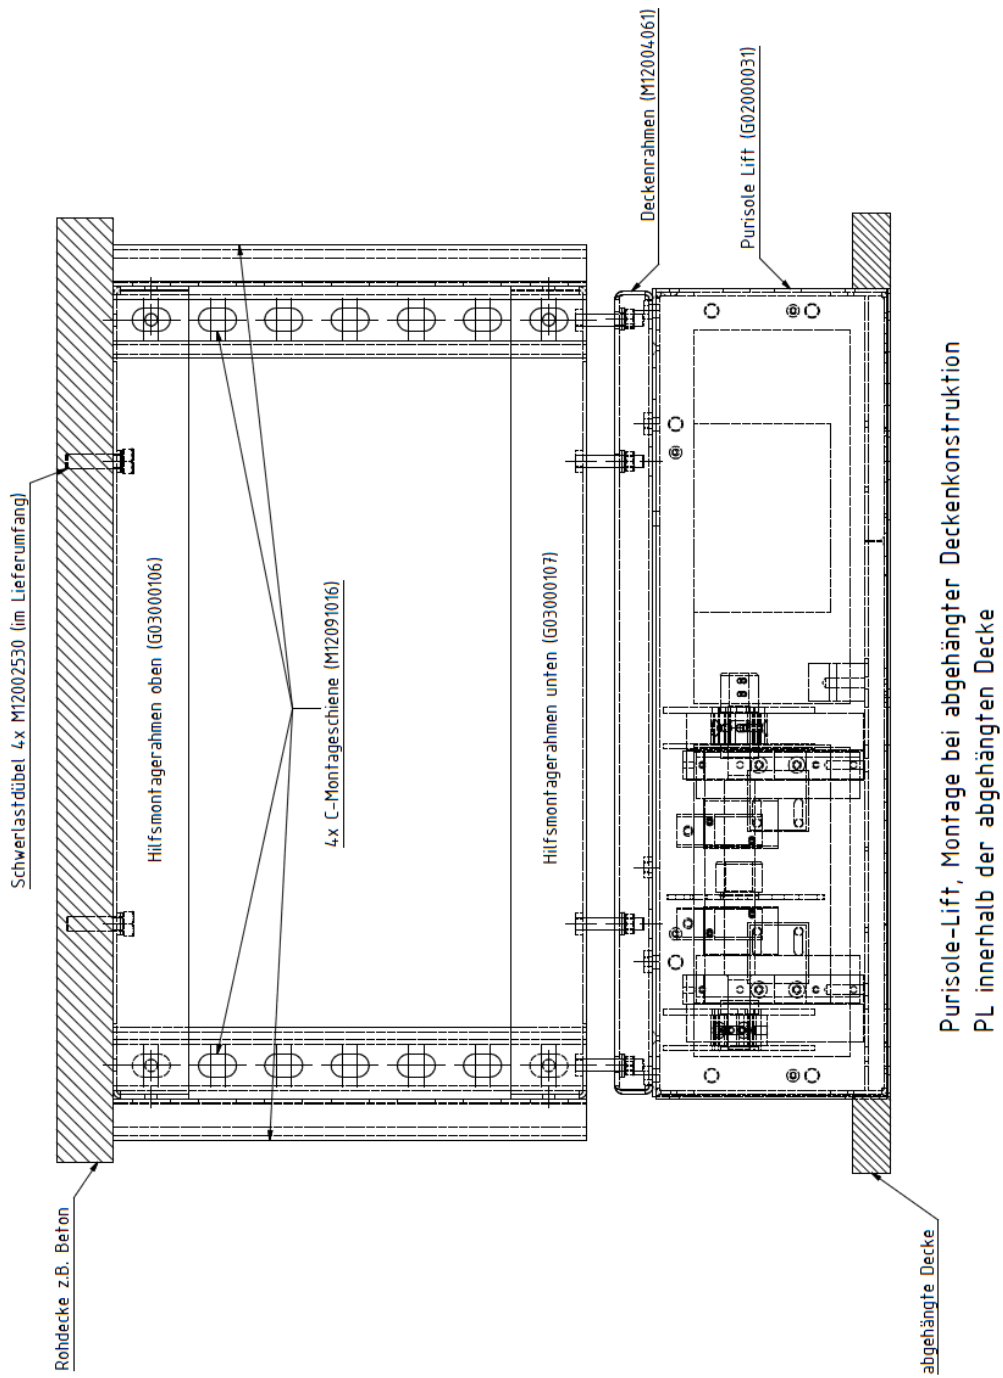 Rohdecke z.B. Beton
Schwerlastdübel 4x M12002530 (im Lieferumfang)
Hilfsmontagerahmen oben (G03000106)
4x C-Montageschiene (M12091016)
Hilfsmontagerahmen unten (G03000107)
Deckenrahmen (M12004061)
Purisole Lift (G02000031)
abgehängte Decke
Purisole-Lift, Montage bei abgehängter Deckenkonstruktion
PL innerhalb der abgehängten Decke